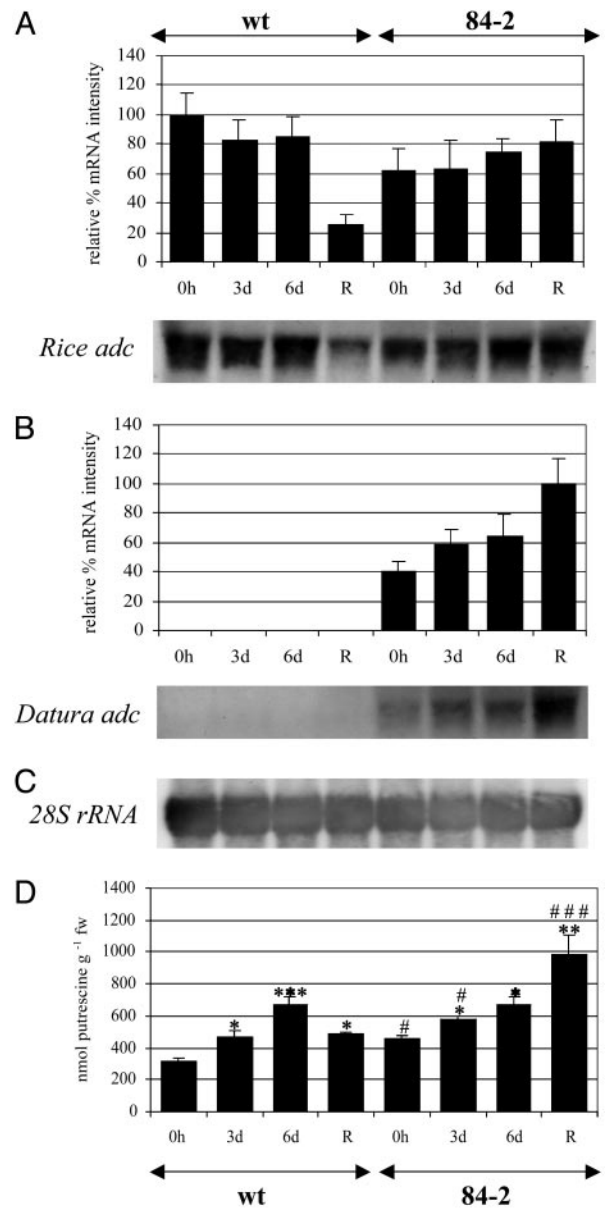 A
wt 84-2
relative % mRNA intensity
140
120
100
80
60
40
20
0
0h 3d 6d R 0h 3d 6d R
Rice adc
B
relative % mRNA intensity
140
120
100
80
60
40
20
0
0h 3d 6d R 0h 3d 6d R
Datura adc
C
28S rRNA
D
nmol putrescine g -1 fw
1400
1200
1000
800
600
400
200
0
* *** * # # * * ### **
0h 3d 6d R 0h 3d 6d R
wt 84-2